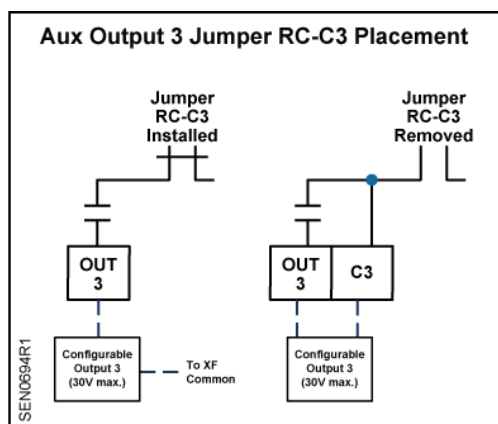 Aux Output 3 Jumper RC-C3 Placement
Jumper
RC-C3
Installed
Jumper
RC-C3
Removed
OUT
3
OUT
3
C3
Configurable
Output 3
(30V max.)
To XF
Common
Configurable
Output 3
(30V max.)
SEN0694R1